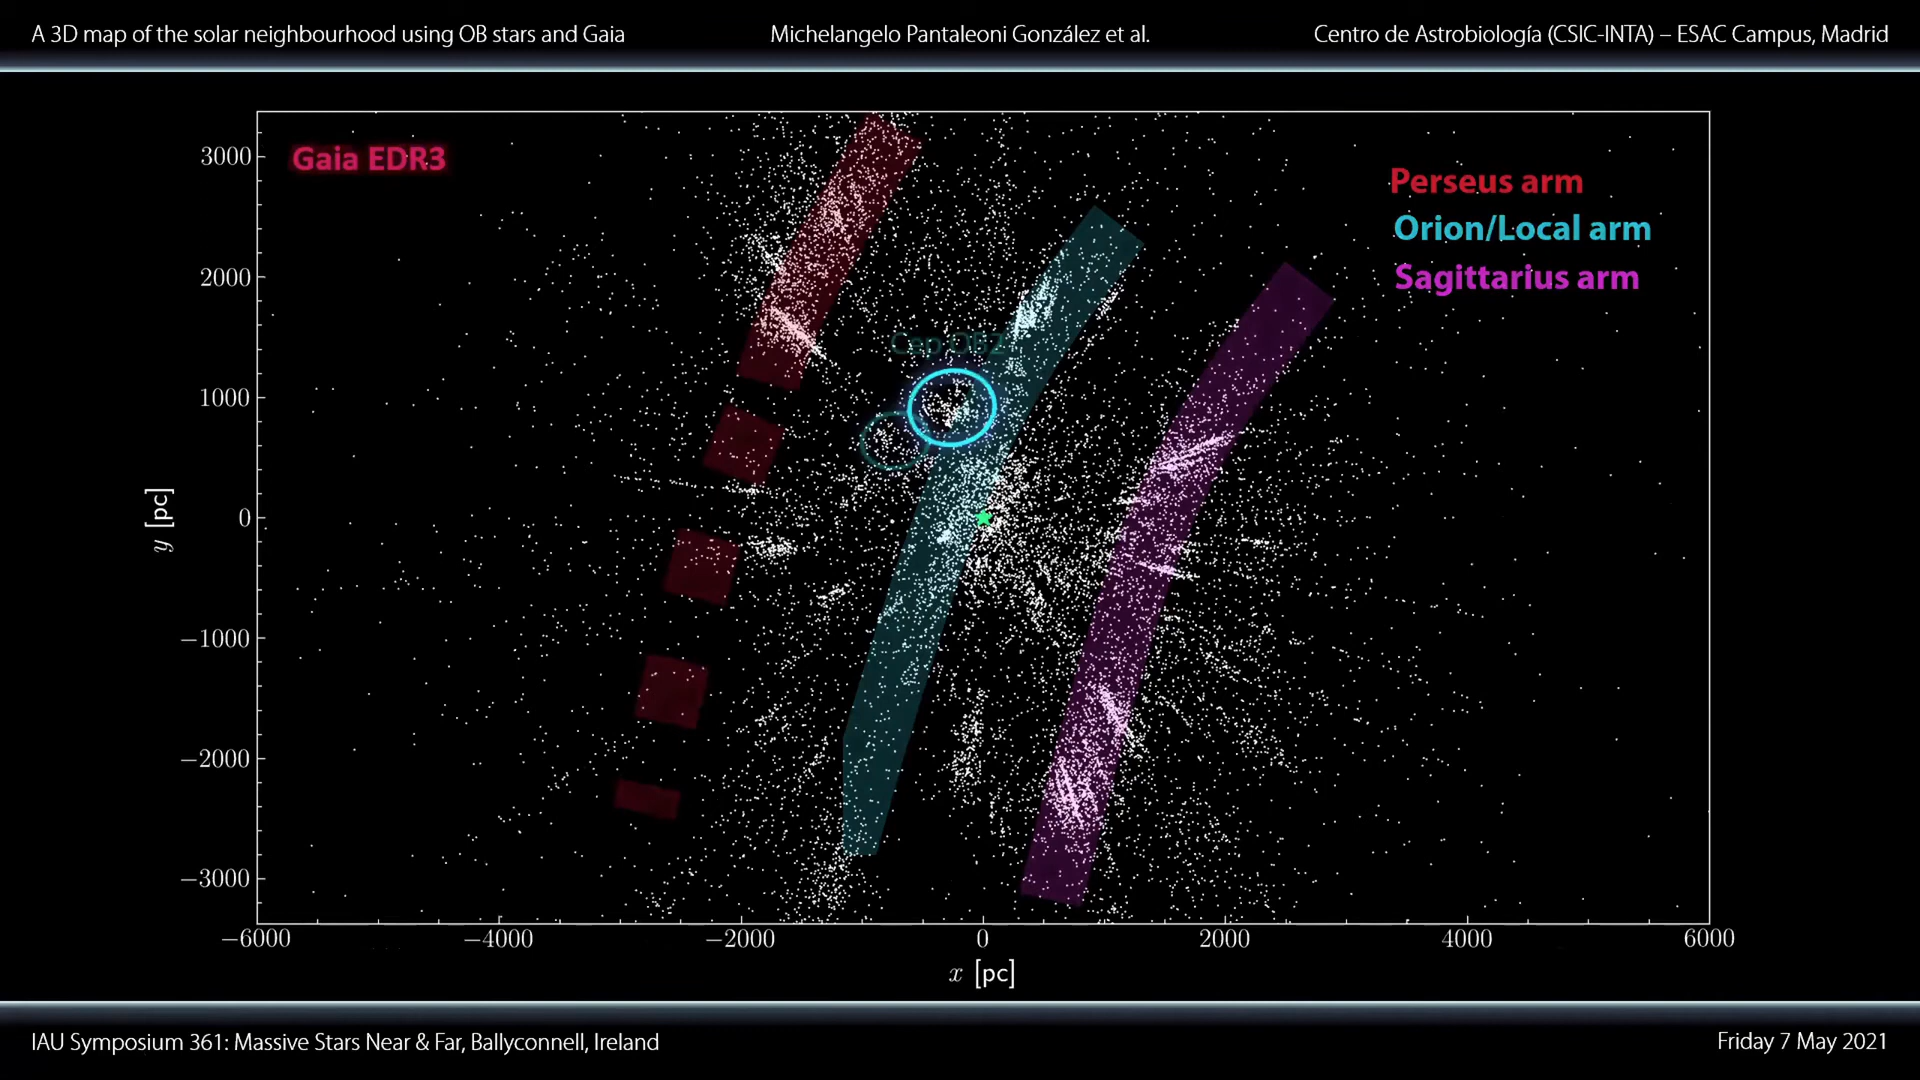 A 3D map of the solar neighbourhood using OB stars and Gaia
Michelangelo Pantaleoni González et al.
Centro de Astrobiología (CSIC-INTA) – ESAC Campus, Madrid
Gaia EDR3
Perseus arm
Orion/Local arm
Sagittarius arm
Cep OB2
3000
2000
1000
0
−1000
−2000
−3000
y [pc]
−6000
−4000
−2000
0
2000
4000
6000
x [pc]
IAU Symposium 361: Massive Stars Near & Far, Ballyconnell, Ireland
Friday 7 May 2021